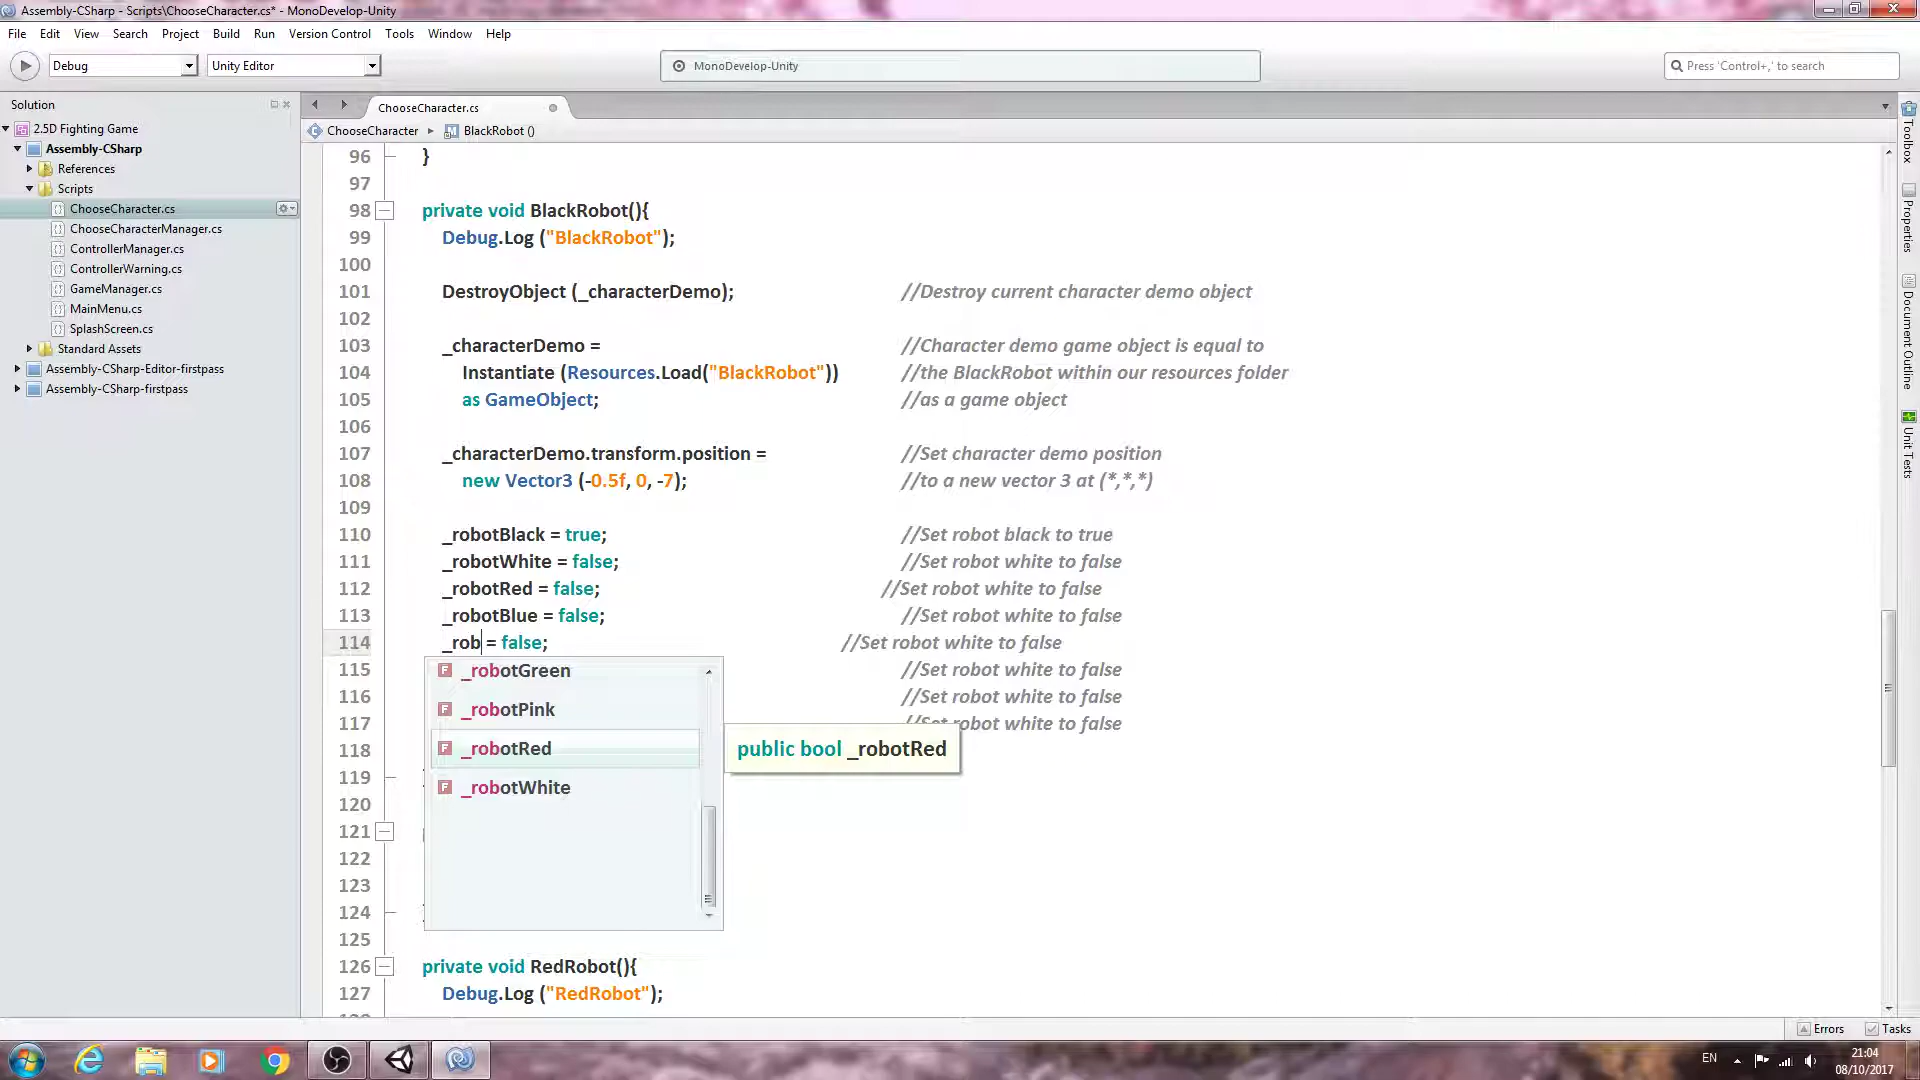 Assembly-CSharp - Scripts\ChooseCharacter.cs* - MonoDevelop-Unity
File Edit View Search Project Build Run Version Control Tools Window Help
Debug Unity Editor MonoDevelop-Unity Press 'Control+,' to search
Solution
2.5D Fighting Game
Assembly-CSharp
References
Scripts
ChooseCharacter.cs
ChooseCharacterManager.cs
ControllerManager.cs
ControllerWarning.cs
GameManager.cs
MainMenu.cs
SplashScreen.cs
Standard Assets
Assembly-CSharp-Editor-firstpass
Assembly-CSharp-firstpass
ChooseCharacter.cs
ChooseCharacter BlackRobot ()
96 }
97
98 private void BlackRobot(){
99 Debug.Log ("BlackRobot");
100
101 DestroyObject (_characterDemo); //Destroy current character demo object
102
103 _characterDemo = //Character demo game object is equal to
104 Instantiate (Resources.Load("BlackRobot")) //the BlackRobot within our resources folder
105 as GameObject; //as a game object
106
107 _characterDemo.transform.position = //Set character demo position
108 new Vector3 (-0.5f, 0, -7); //to a new vector 3 at (*,*,*)
109
110 _robotBlack = true; //Set robot black to true
111 _robotWhite = false; //Set robot white to false
112 _robotRed = false; //Set robot white to false
113 _robotBlue = false; //Set robot white to false
114 _rob = false; //Set robot white to false
115 //Set robot white to false
116 //Set robot white to false
117 //Set robot white to false
118
119
120
121
122
123
124
125
126 private void RedRobot(){
127 Debug.Log ("RedRobot");
_robotGreen
_robotPink
_robotRed
_robotWhite
public bool _robotRed
Toolbox
Properties
Document Outline
Unit Tests
Errors Tasks
EN
21:04
08/10/2017